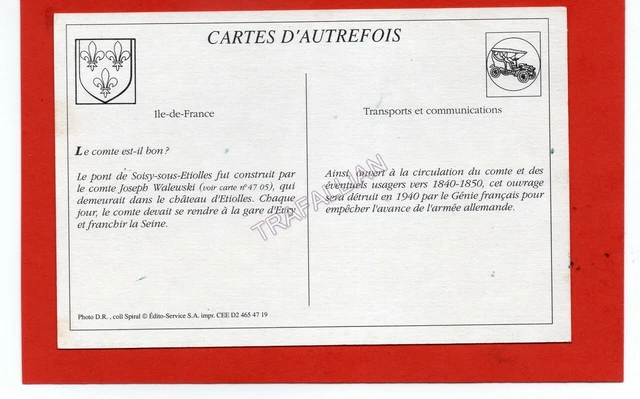 CARTES D'AUTREFOIS
Ile-de-France
Le comte est-il bon ?
Le pont de Soisy-sous-Etiolles fut construit par
le comte Joseph Walewski (voir carte n° 47 05), qui
demeurait dans le château d'Etiolles. Chaque
jour, le comte devait se rendre à la gare d'Evry
et franchir la Seine.
Transports et communications
Ainsi, ouvert à la circulation du comte et des
éventuels usagers vers 1840-1850, cet ouvrage
sera détruit en 1940 par le Génie français pour
empêcher l'avance de l'armée allemande.
TRAFALLIAN
Photo D.R. , coll Spiral © Édito-Service S.A. impr. CEE D2 465 47 19